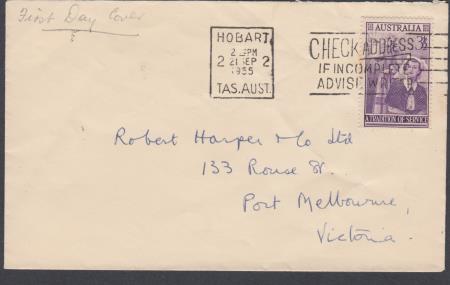 First Day Cover
HOBART
2 PM
2 21 SEP 2
1955
TAS. AUST.
CHECK ADDRESS
IF INCOMPLETE
ADVISE WRITER
AUSTRALIA
3½
A TRADITION OF SERVICE
Robert Harper & Co Ltd
133 Rouse St.
Port Melbourne,
Victoria.